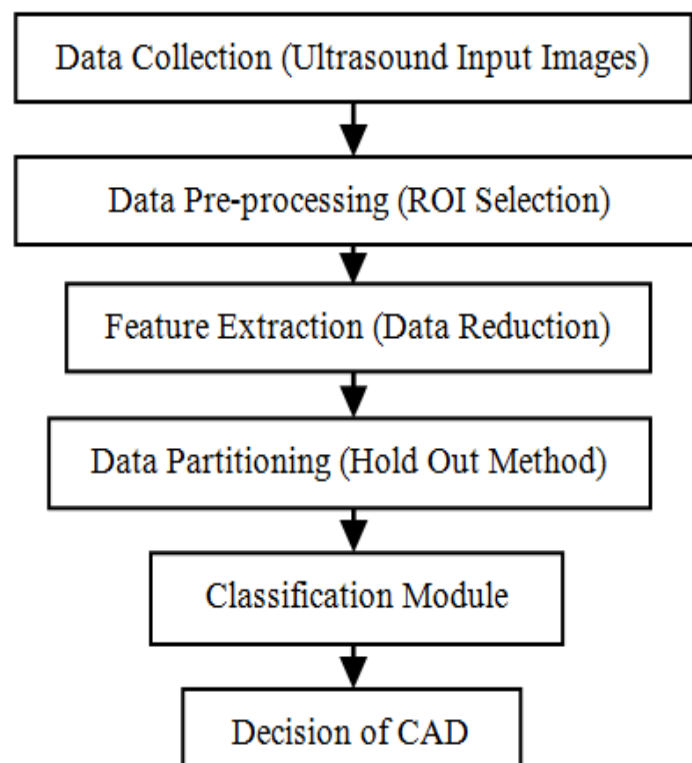 Data Collection (Ultrasound Input Images)
Data Pre-processing (ROI Selection)
Feature Extraction (Data Reduction)
Data Partitioning (Hold Out Method)
Classification Module
Decision of CAD